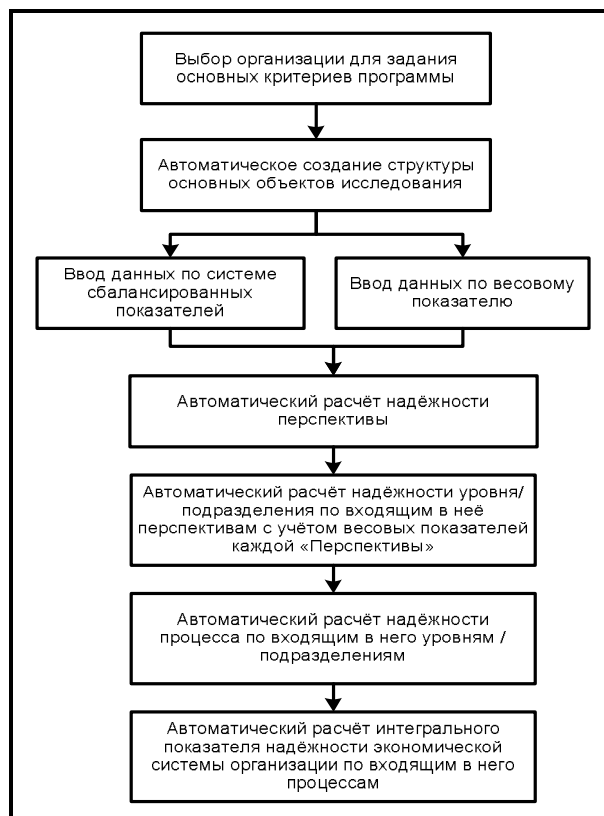 Выбор организации для задания
основных критериев программы
Автоматическое создание структуры
основных объектов исследования
Ввод данных по системе
сбалансированных
показателей
Ввод данных по весовому
показателю
Автоматический расчёт надёжности
перспективы
Автоматический расчёт надёжности уровня/
подразделения по входящим в неё
перспективам с учётом весовых показателей
каждой «Перспективы»
Автоматический расчёт надёжности
процесса по входящим в него уровням /
подразделениям
Автоматический расчёт интегрального
показателя надёжности экономической
системы организации по входящим в него
процессам